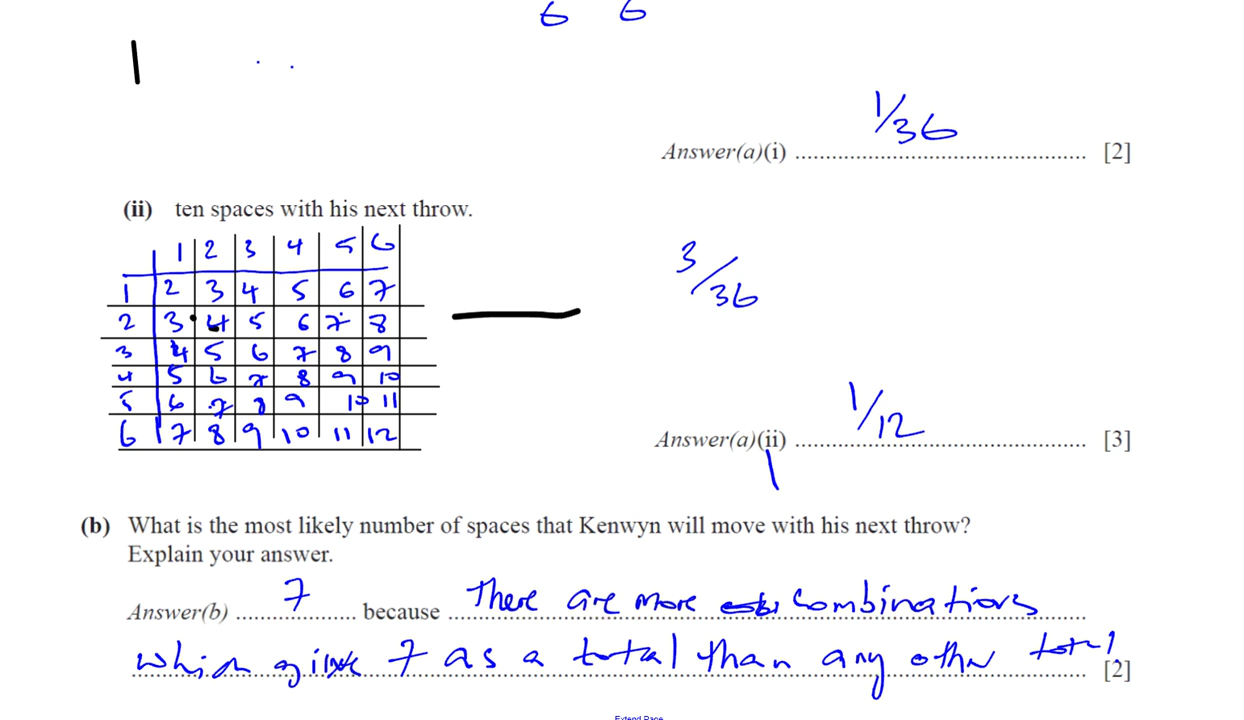 6 6
1/36
Answer(a)(i) ........................................ [2]
(ii) ten spaces with his next throw.
1 2 3 4 5 6
1 2 3 4 5 6 7
2 3 4 5 6 7 8
3 4 5 6 7 8 9
4 5 6 7 8 9 10
5 6 7 8 9 10 11
6 7 8 9 10 11 12
3/36
1/12
Answer(a)(ii) ........................................ [3]
(b) What is the most likely number of spaces that Kenwyn will move with his next throw?
Explain your answer.
Answer(b) 7 because There are more combinations
which give 7 as a total than any other total [2]
Extend Page